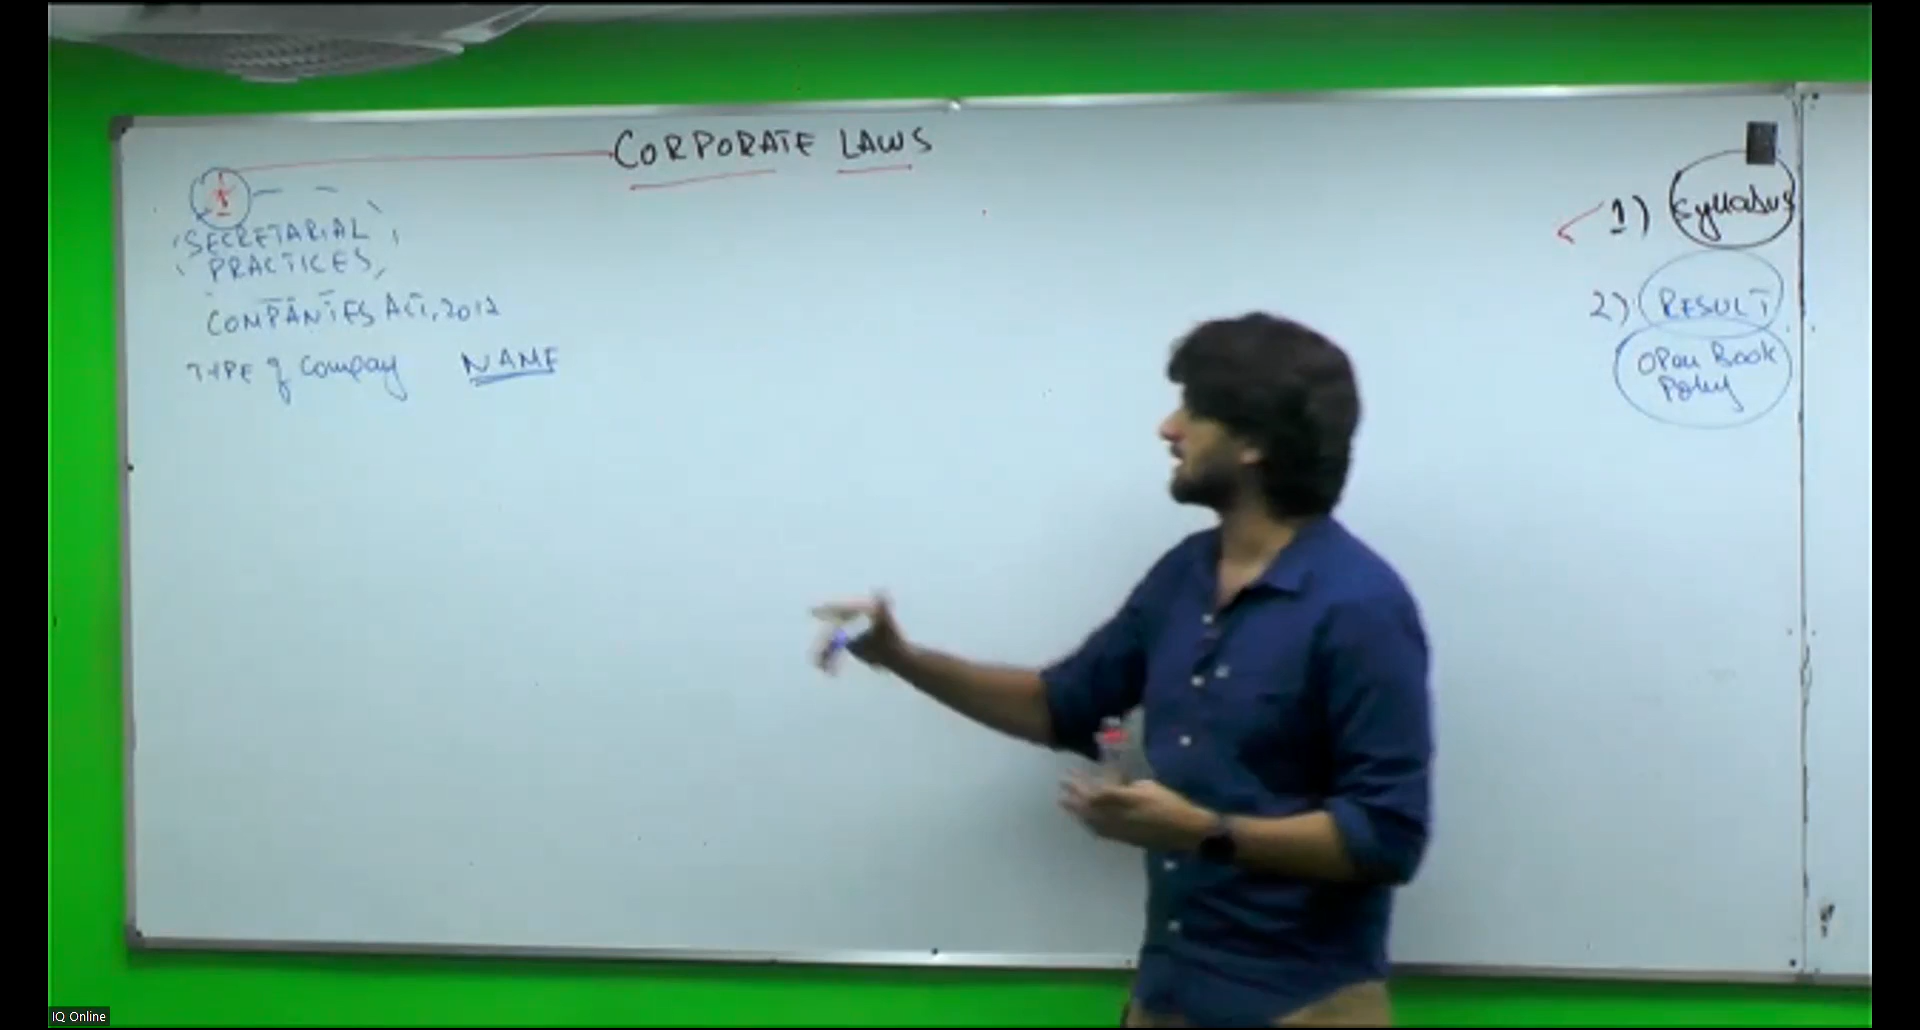 CORPORATE LAWS
SECRETARIAL
PRACTICES,
COMPANIES ACT, 2017
TYPE of Company NAME
1) Syllabus
2) RESULT
OPen Book
Policy
IQ Online